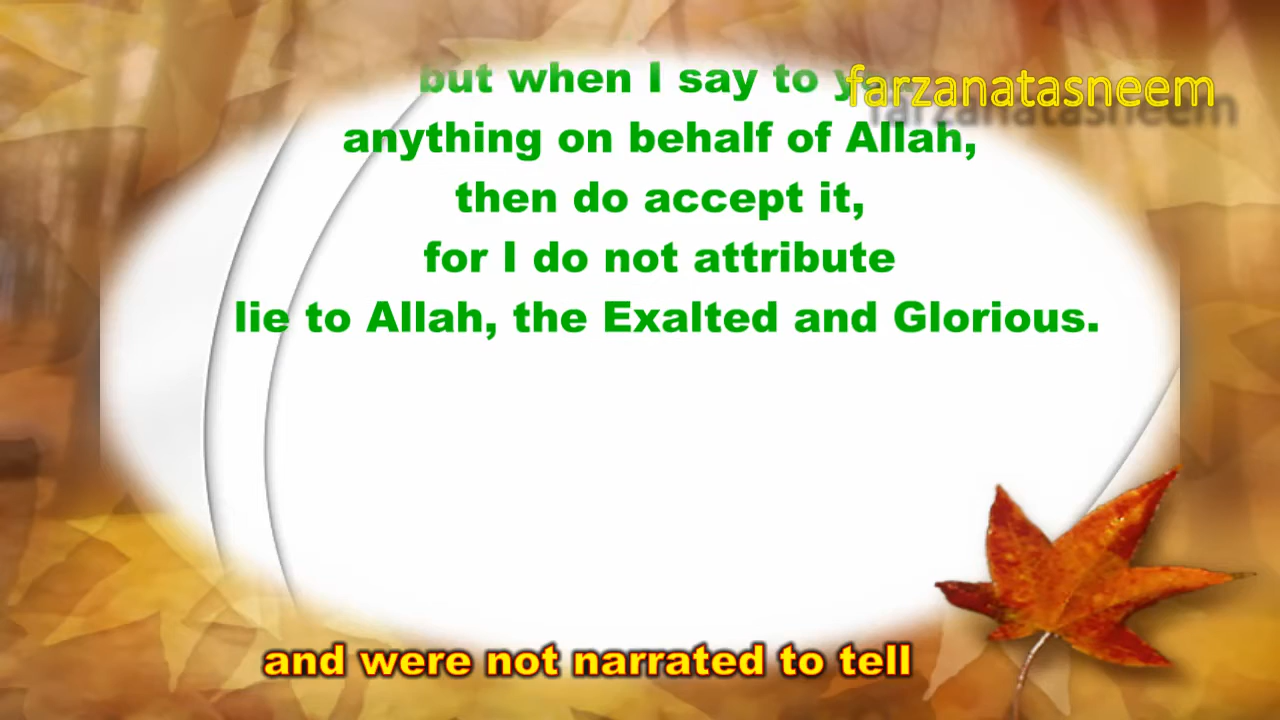 but when I say to
farzanatasneem
anything on behalf of Allah,
then do accept it,
for I do not attribute
lie to Allah, the Exalted and Glorious.
and were not narrated to tell